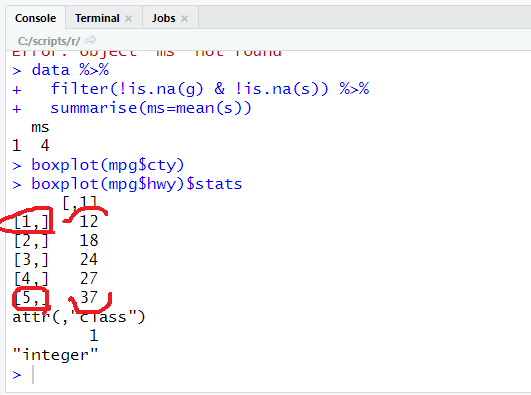 Console Terminal Jobs
C:/scripts/r/
Error: object 'ms' not found
> data %>%
+   filter(!is.na(g) & !is.na(s)) %>%
+   summarise(ms=mean(s))
  ms
1  4
> boxplot(mpg$cty)
> boxplot(mpg$hwy)$stats
     [,1]
[1,]   12
[2,]   18
[3,]   24
[4,]   27
[5,]   37
attr(,"class")
        1
"integer"
>